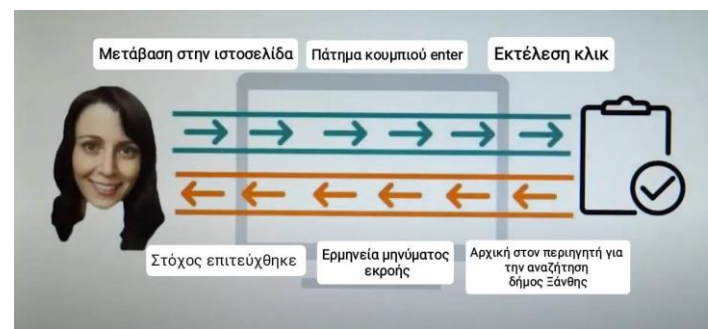 Μετάβαση στην ιστοσελίδα
Πάτημα κουμπιού enter
Εκτέλεση κλικ
Στόχος επιτεύχθηκε
Ερμηνεία μηνύματος
εκροής
Αρχική στον περιηγητή για
την αναζήτηση
δήμος Ξάνθης